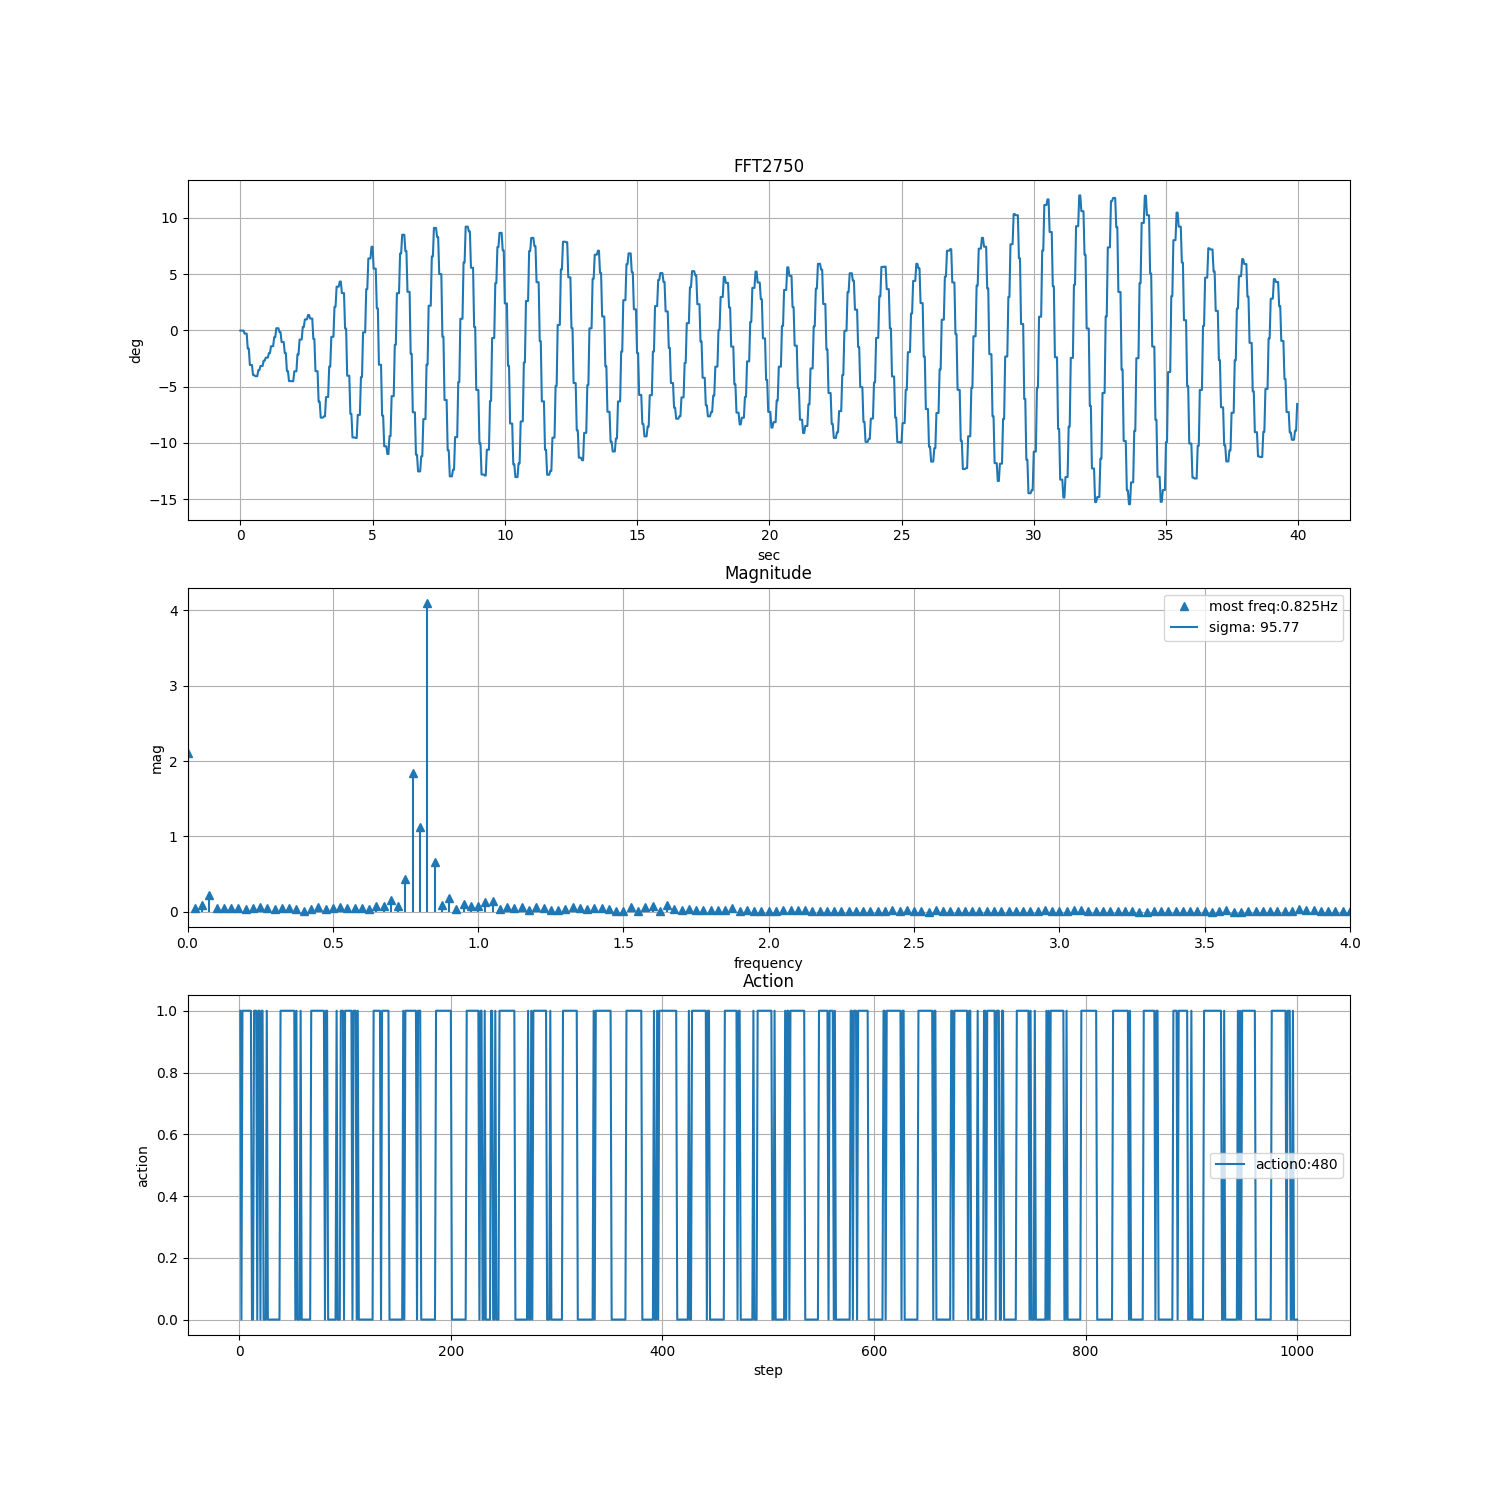 FFT2750
10
5
0
−5
−10
−15
deg
0 5 10 15 20 25 30 35 40
sec
Magnitude
4
3
2
1
0
mag
most freq:0.825Hz
sigma: 95.77
0.0 0.5 1.0 1.5 2.0 2.5 3.0 3.5 4.0
frequency
Action
1.0
0.8
0.6
0.4
0.2
0.0
action
action0:480
0 200 400 600 800 1000
step